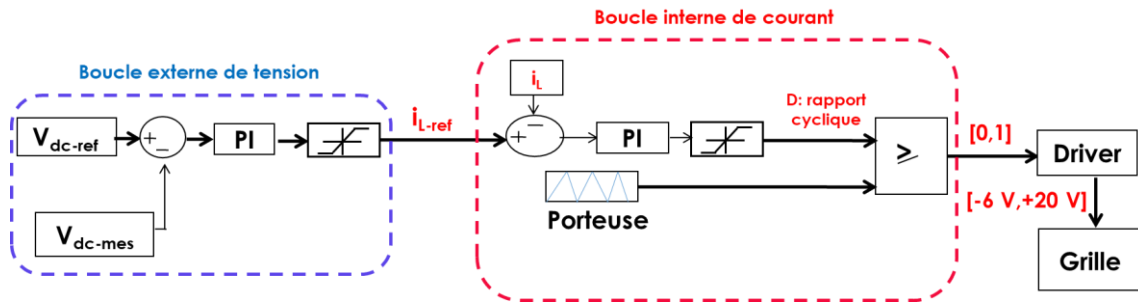 Boucle interne de courant
Boucle externe de tension
i_L
V_dc-ref
+
−
PI
i_L-ref
+
−
PI
D: rapport
cyclique
≥
[0,1]
Driver
[-6 V,+20 V]
Porteuse
V_dc-mes
Grille